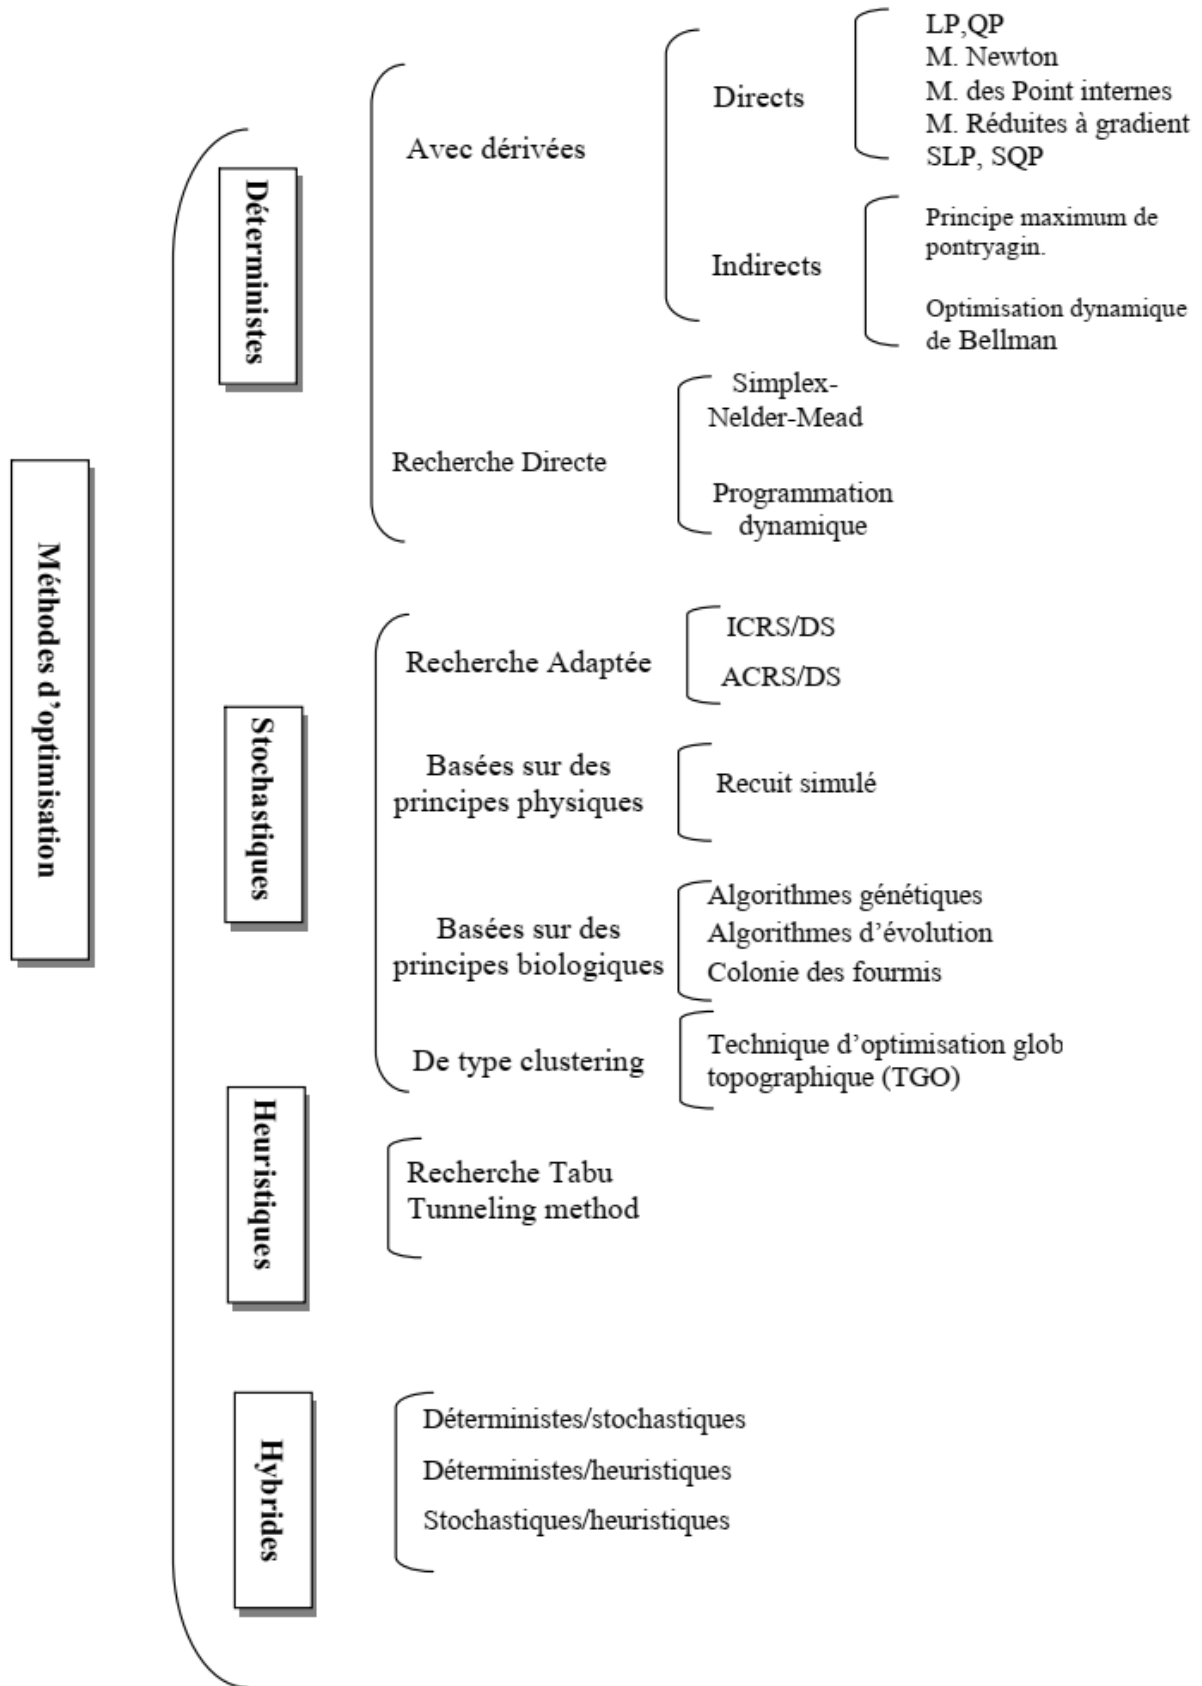 Méthodes d'optimisation
Déterministes
Avec dérivées
Directs
LP,QP
M. Newton
M. des Point internes
M. Réduites à gradient
SLP, SQP
Indirects
Principe maximum de
pontryagin.
Optimisation dynamique
de Bellman
Recherche Directe
Simplex-
Nelder-Mead
Programmation
dynamique
Stochastiques
Recherche Adaptée
ICRS/DS
ACRS/DS
Basées sur des
principes physiques
Recuit simulé
Basées sur des
principes biologiques
Algorithmes génétiques
Algorithmes d'évolution
Colonie des fourmis
De type clustering
Technique d'optimisation glob
topographique (TGO)
Heuristiques
Recherche Tabu
Tunneling method
Hybrides
Déterministes/stochastiques
Déterministes/heuristiques
Stochastiques/heuristiques